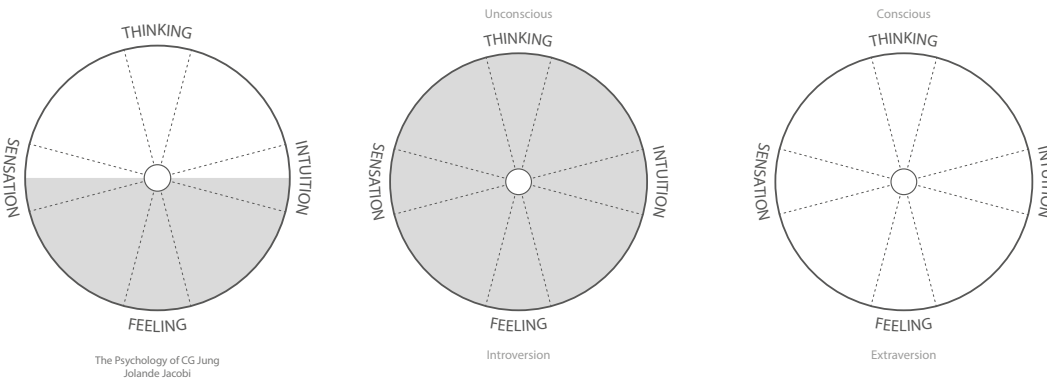 THINKING
SENSATION
INTUITION
FEELING
The Psychology of CG Jung
Jolande Jacobi
Unconscious
THINKING
SENSATION
INTUITION
FEELING
Introversion
Conscious
THINKING
SENSATION
INTUITION
FEELING
Extraversion